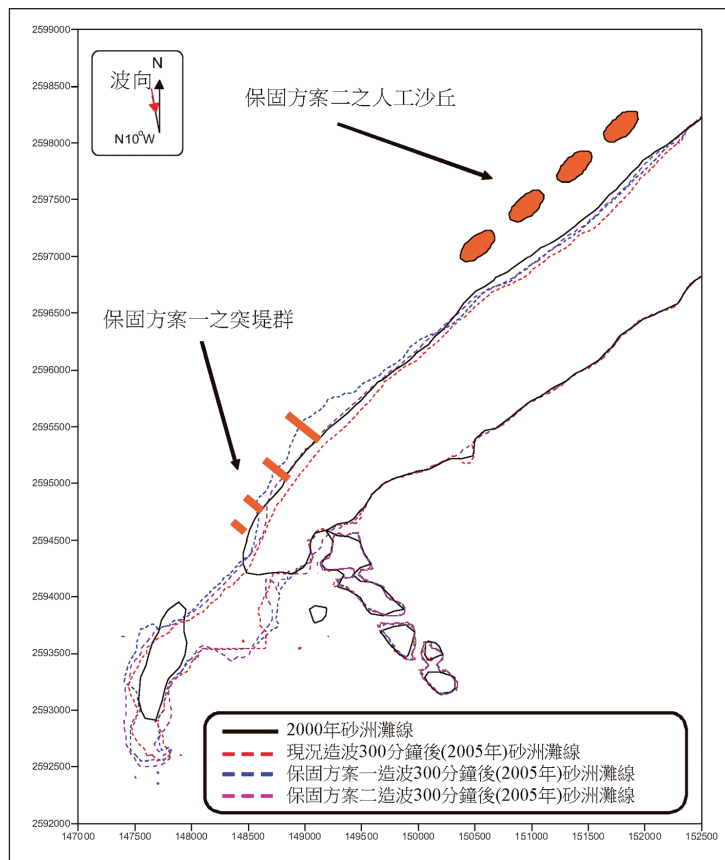 2599000
波向
N
N10°W
保固方案二之人工沙丘
2598000
2597500
2597000
2596500
保固方案一之突堤群
2596000
2595500
2595000
2594500
2594000
2593500
2593000
2592500
2592000
2000年砂洲灘線
現況造波300分鐘後(2005年)砂洲灘線
保固方案一造波300分鐘後(2005年)砂洲灘線
保固方案二造波300分鐘後(2005年)砂洲灘線
147000 147500 148000 148500 149000 149500 150000 150500 151000 151500 152000 152500